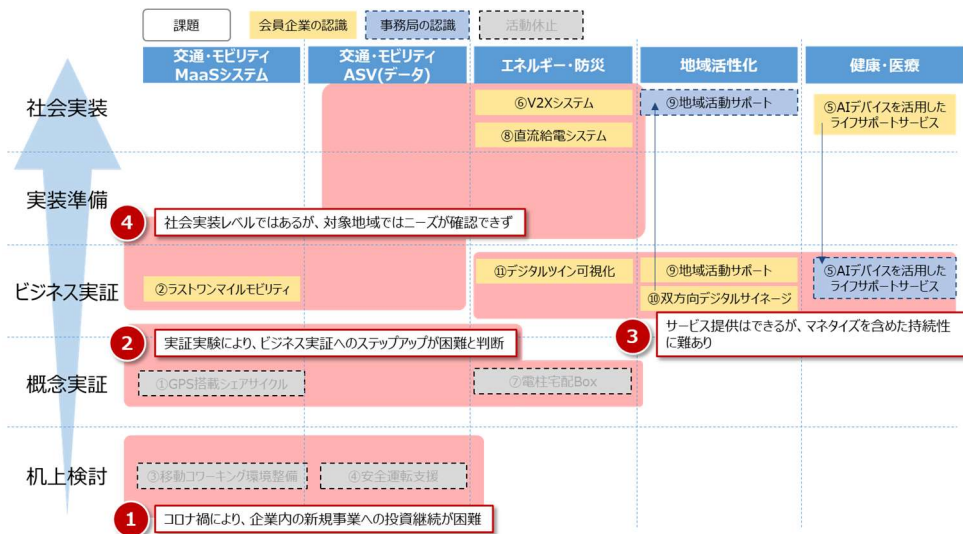 課題
会員企業の認識
事務局の認識
活動休止
交通・モビリティ
MaaSシステム
交通・モビリティ
ASV(データ)
エネルギー・防災
地域活性化
健康・医療
社会実装
⑥V2Xシステム
⑨地域活動サポート
⑤AIデバイスを活用した
ライフサポートサービス
⑧直流給電システム
実装準備
4
社会実装レベルではあるが、対象地域ではニーズが確認できず
ビジネス実証
②ラストワンマイルモビリティ
⑪デジタルツイン可視化
⑨地域活動サポート
⑩双方向デジタルサイネージ
⑤AIデバイスを活用した
ライフサポートサービス
3
サービス提供はできるが、マネタイズを含めた持続性
に難あり
2
実証実験により、ビジネス実証へのステップアップが困難と判断
概念実証
①GPS搭載シェアサイクル
⑦電柱宅配Box
机上検討
③移動コワーキング環境整備
④安全運転支援
1
コロナ禍により、企業内の新規事業への投資継続が困難